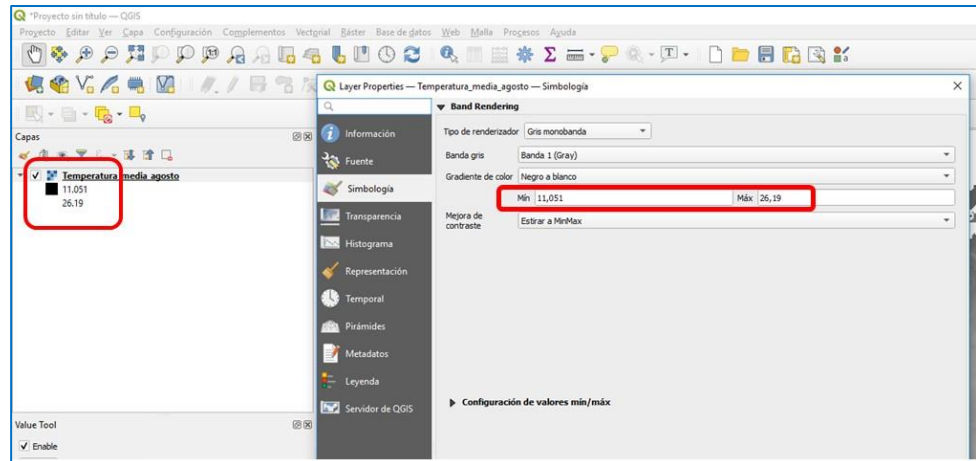 *Proyecto sin título — QGIS
Proyecto Editar Ver Capa Configuración Complementos Vectorial Ráster Base de datos Web Malla Procesos Ayuda
Layer Properties — Temperatura_media_agosto — Simbología
Capas
Temperatura_media_agosto
11.051
26.19
Value Tool
Enable
Información
Fuente
Simbología
Transparencia
Histograma
Representación
Temporal
Pirámides
Metadatos
Leyenda
Servidor de QGIS
Band Rendering
Tipo de renderizador Gris monobanda
Banda gris Banda 1 (Gray)
Gradiente de color Negro a blanco
Mín 11,051 Máx 26,19
Mejora de
contraste Estirar a MinMax
Configuración de valores mín/máx